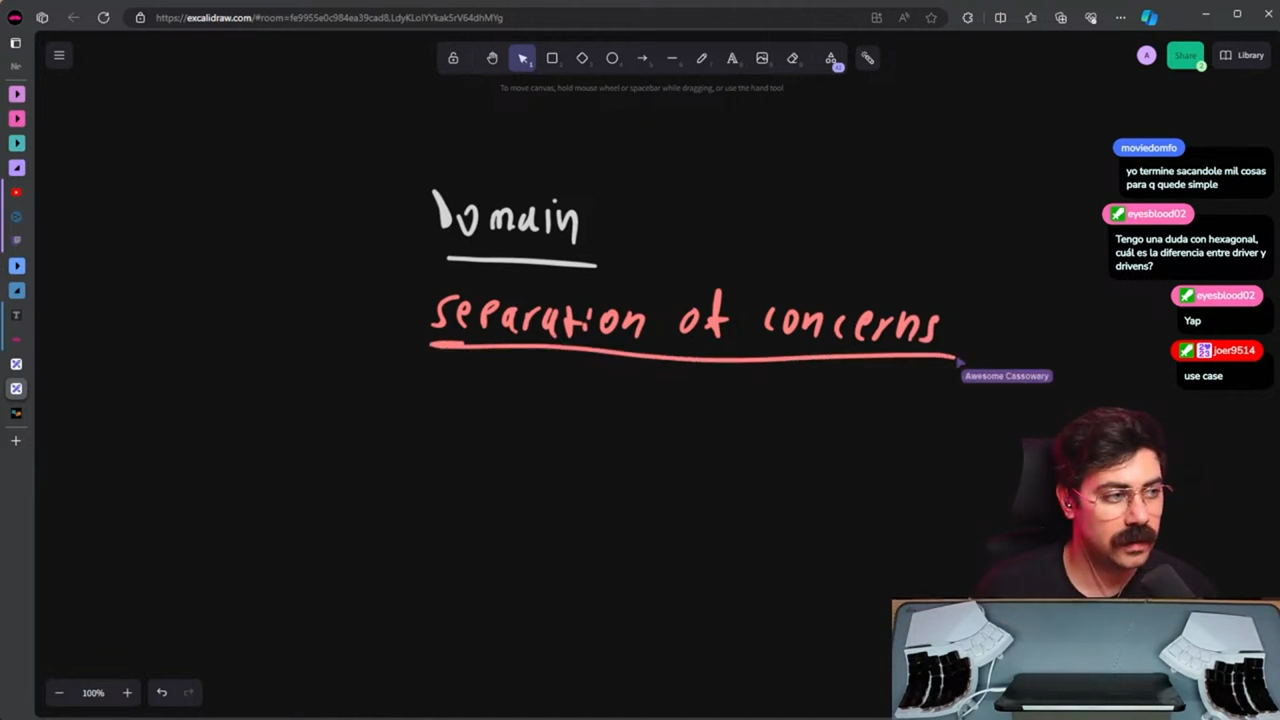 https://excalidraw.com/#room=fe9955e0c984ea39cad8,LdyKLolYYkak5rV64dhMYg
A
Share
2
Library
To move canvas, hold mouse wheel or spacebar while dragging, or use the hand tool
moviedomfo
yo termine sacandole mil cosas
para q quede simple
eyesblood02
Tengo una duda con hexagonal,
cuál es la diferencia entre driver y
drivens?
eyesblood02
Yap
joer9514
use case
Domain
separation of concerns
Awesome Cassowary
100%